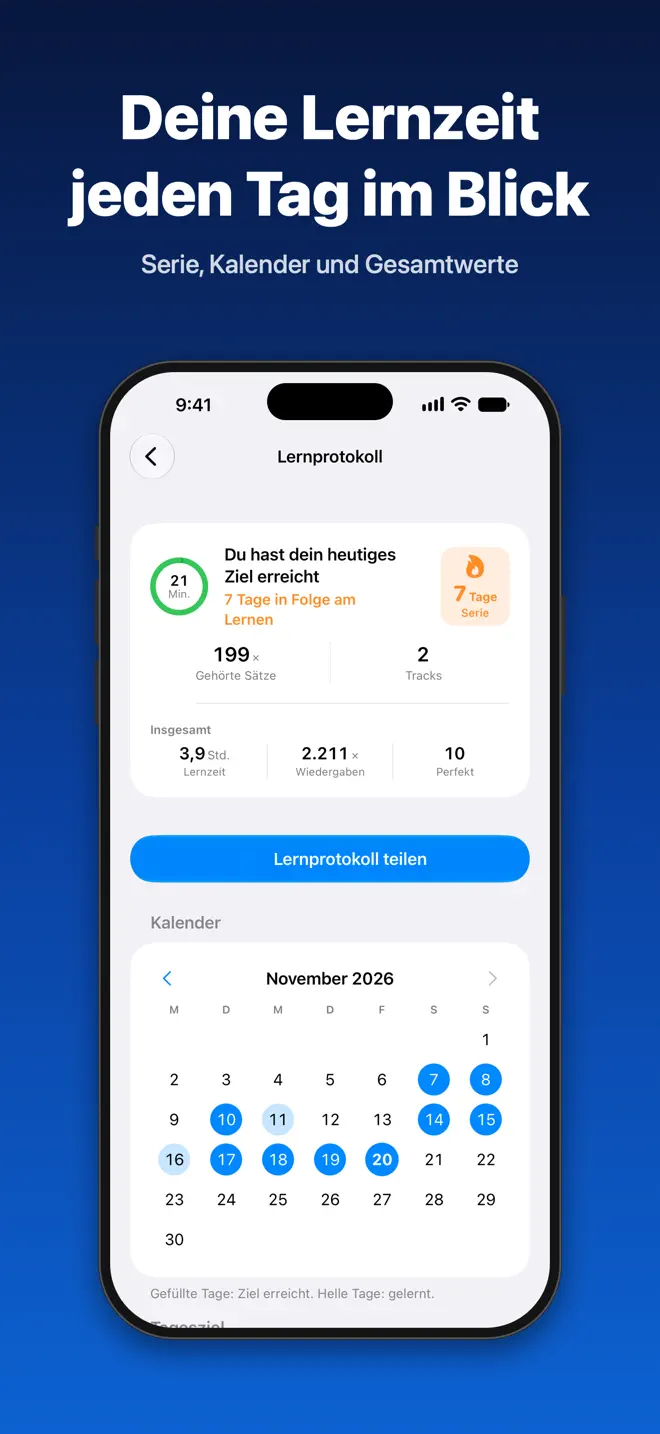 Deine Lernzeit
jeden Tag im Blick
Serie, Kalender und Gesamtwerte
9:41
Lernprotokoll
21
Min.
Du hast dein heutiges
Ziel erreicht
7 Tage in Folge am
Lernen
7 Tage
Serie
199 ×
Gehörte Sätze
2
Tracks
Insgesamt
3,9 Std.
Lernzeit
2.211 ×
Wiedergaben
10
Perfekt
Lernprotokoll teilen
Kalender
November 2026
M D M D F S S
1
2 3 4 5 6 7 8
9 10 11 12 13 14 15
16 17 18 19 20 21 22
23 24 25 26 27 28 29
30
Gefüllte Tage: Ziel erreicht. Helle Tage: gelernt.
Tagesziel